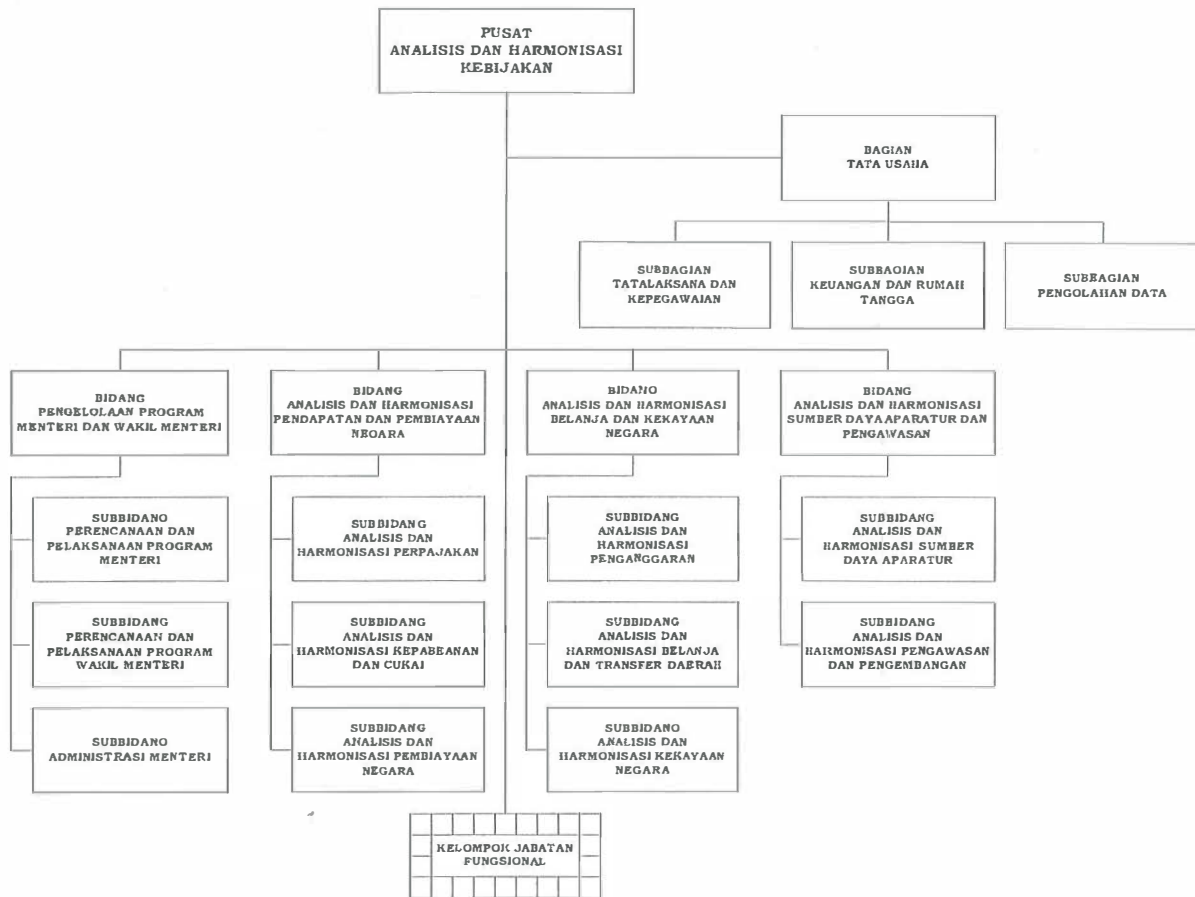 PUSAT
ANALISIS DAN HARMONISASI
KEBIJAKAN
BAGIAN
TATA USAHA
SUBBAGIAN
TATALAKSANA DAN
KEPEGAWAIAN
SUBBAGIAN
KEUANGAN DAN RUMAH
TANGGA
SUBBAGIAN
PENGOLAHAN DATA
BIDANG
PENGELOLAAN PROGRAM
MENTERI DAN WAKIL MENTERI
BIDANG
ANALISIS DAN HARMONISASI
PENDAPATAN DAN PEMBIAYAAN
NEGARA
BIDANG
ANALISIS DAN HARMONISASI
BELANJA DAN KEKAYAAN
NEGARA
BIDANG
ANALISIS DAN HARMONISASI
SUMBER DAYA APARATUR DAN
PENGAWASAN
SUBBIDANG
PERENCANAAN DAN
PELAKSANAAN PROGRAM
MENTERI
SUBBIDANG
ANALISIS DAN
HARMONISASI PERPAJAKAN
SUBBIDANG
ANALISIS DAN
HARMONISASI
PENGANGGARAN
SUBBIDANG
ANALISIS DAN
HARMONISASI SUMBER
DAYA APARATUR
SUBBIDANG
PERENCANAAN DAN
PELAKSANAAN PROGRAM
WAKIL MENTERI
SUBBIDANG
ANALISIS DAN
HARMONISASI KEPABEANAN
DAN CUKAI
SUBBIDANG
ANALISIS DAN
HARMONISASI BELANJA
DAN TRANSFER DAERAH
SUBBIDANG
ANALISIS DAN
HARMONISASI PENGAWASAN
DAN PENGEMBANGAN
SUBBIDANG
ADMINISTRASI MENTERI
SUBBIDANG
ANALISIS DAN
HARMONISASI PEMBIAYAAN
NEGARA
SUBBIDANG
ANALISIS DAN
HARMONISASI KEKAYAAN
NEGARA
KELOMPOK JABATAN
FUNGSIONAL